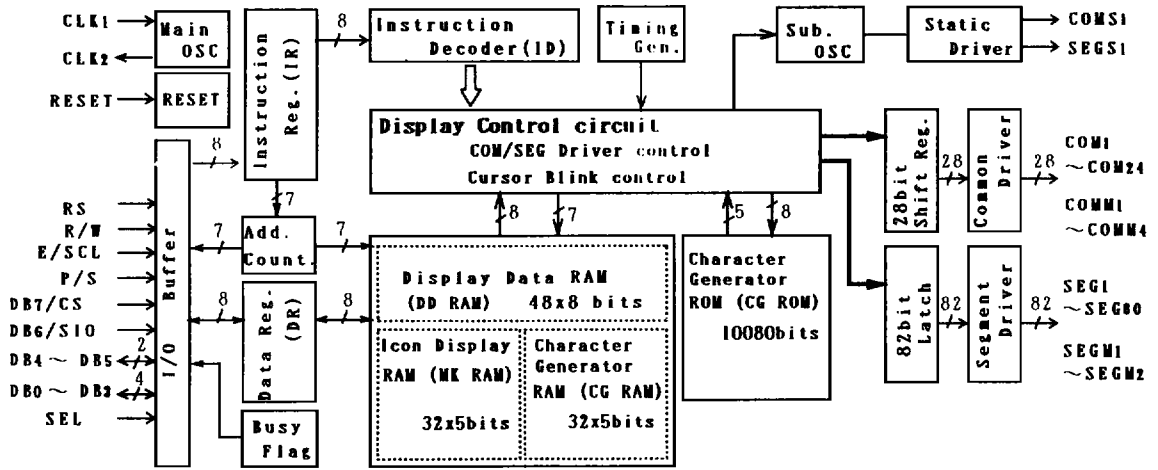 CLK1
CLK2
Main
OSC
RESET
RESET
Instruction
Reg.(IR)
8
Instruction
Decoder(ID)
Timing
Gen.
Sub.
OSC
Static
Driver
COMS1
SEGS1
Display Control circuit
COM/SEG Driver control
Cursor Blink control
8
7
28bit
Shift Reg.
28
Common
Driver
28
COM1
~COM24
COMM1
~COMM4
RS
R/W
E/SCL
P/S
DB7/CS
DB6/SIO
DB4~DB5
2
DB0~DB3
4
SEL
I/O Buffer
7
Add.
Count.
7
8
Data Reg.
(DR)
8
Busy
Flag
8
7
5
8
Display Data RAM
(DD RAM) 48x8 bits
Icon Display
RAM (MK RAM)
32x5bits
Character
Generator
RAM (CG RAM)
32x5bits
Character
Generator
ROM (CG ROM)
10080bits
82bit
Latch
82
Segment
Driver
82
SEG1
~SEG80
SEGM1
~SEGM2